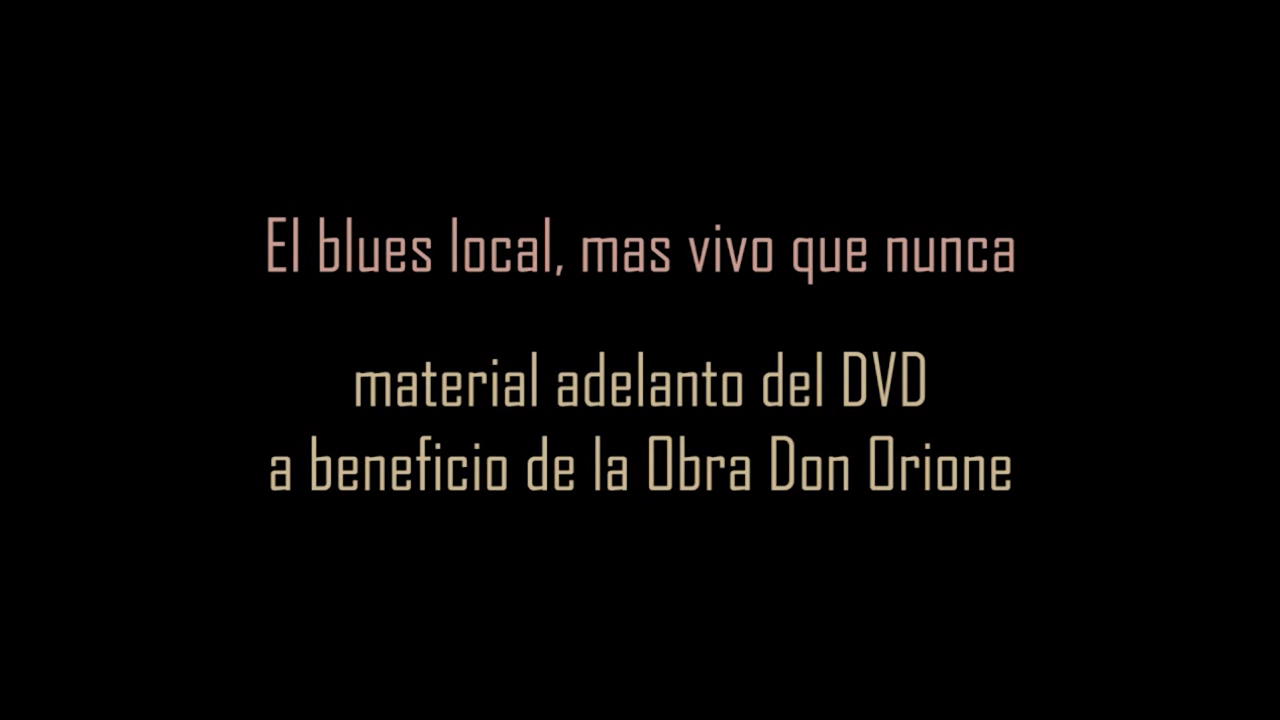 El blues local, mas vivo que nunca
material adelanto del DVD
a beneficio de la Obra Don Orione